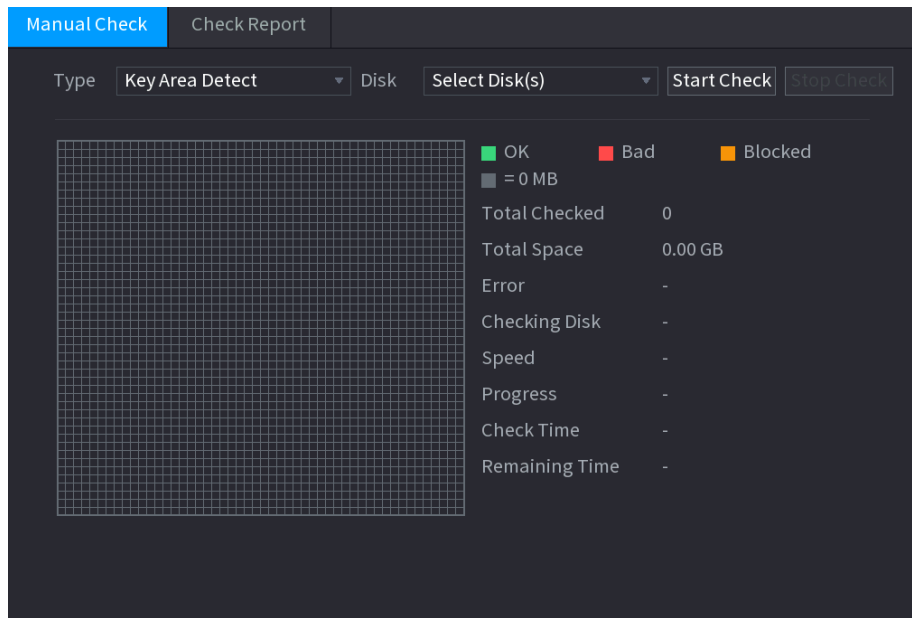 Manual Check Check Report
Type Key Area Detect Disk Select Disk(s) Start Check Stop Check
OK Bad Blocked
= 0 MB
Total Checked 0
Total Space 0.00 GB
Error -
Checking Disk -
Speed -
Progress -
Check Time -
Remaining Time -